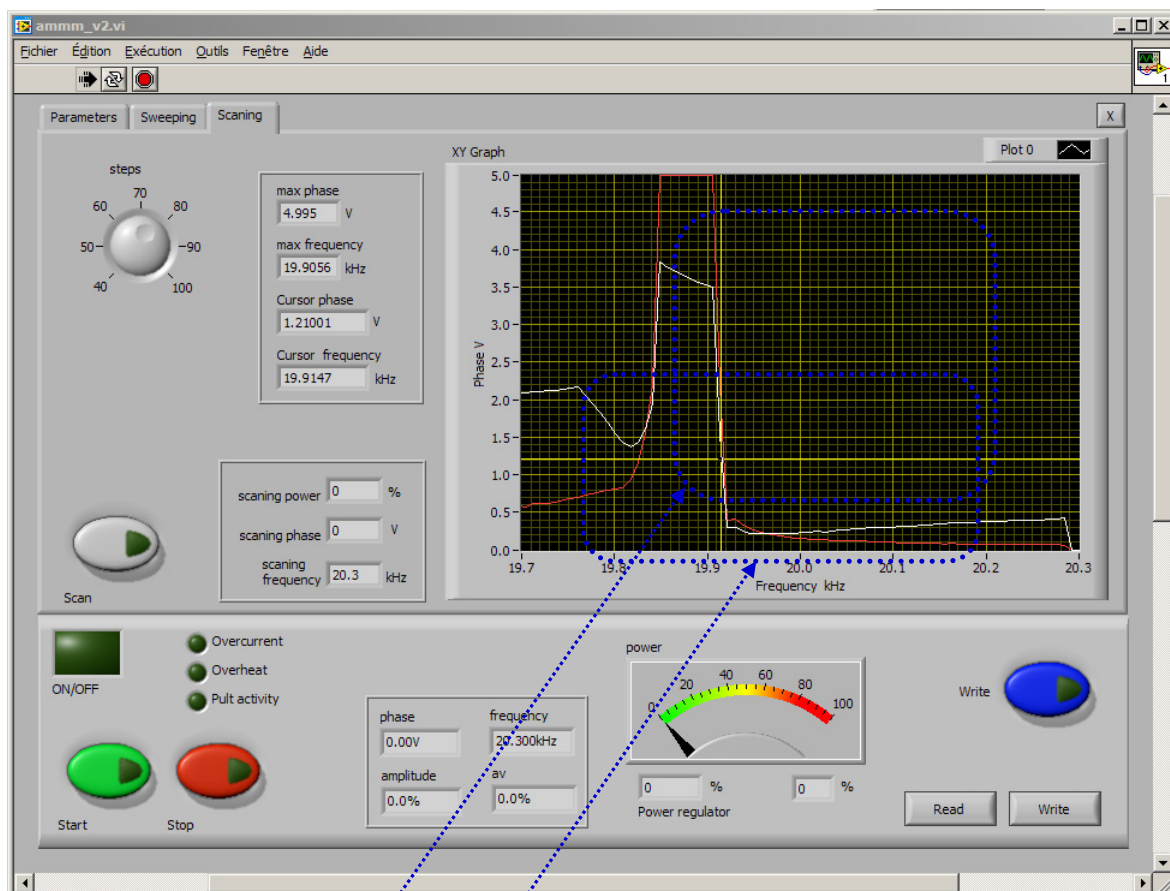 ammm_v2.vi
Fichier Édition Exécution Outils Fenêtre Aide
1
Parameters Sweeping Scaning X
steps
70
60 80
50 90
40 100
max phase
4.995 V
max frequency
19.9056 kHz
Cursor phase
1.21001 V
Cursor frequency
19.9147 kHz
scaning power 0 %
scaning phase 0 V
scaning
frequency 20.3 kHz
Scan
XY Graph Plot 0
Phase V
5.0
4.5
4.0
3.5
3.0
2.5
2.0
1.5
1.0
0.5
0.0
19.7 19.8 19.9 20.0 20.1 20.2 20.3
Frequency kHz
ON/OFF
Overcurrent
Overheat
Pult activity
Start Stop
phase frequency
0.00V 20.300kHz
amplitude av
0.0% 0.0%
power
0 20 40 60 80 100
0 % 0 %
Power regulator
Write
Read Write